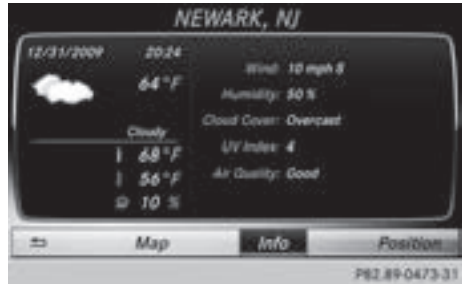 NEWARK, NJ
12/31/2009 20:24
64°F
Cloudy
68°F
56°F
10 %
Wind: 10 mph S
Humidity: 50 %
Cloud Cover: Overcast
UV Index: 4
Air Quality: Good
Map Info Position
P82.89-0473-31